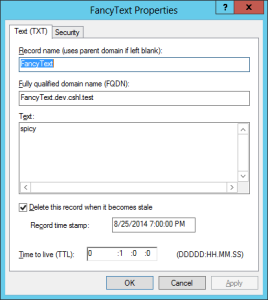 FancyText Properties
?
X
Text (TXT)
Security
Record name (uses parent domain if left blank):
FancyText
Fully qualified domain name (FQDN):
FancyText.dev.cshl.test
Text:
spicy
Delete this record when it becomes stale
Record time stamp:
8/25/2014 7:00:00 PM
Time to live (TTL):
0 :1 :0 :0
(DDDDD:HH.MM.SS)
OK
Cancel
Apply